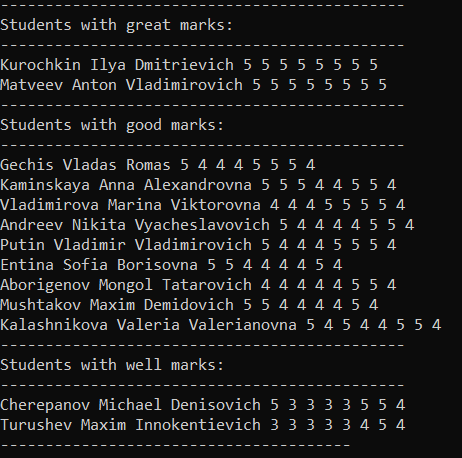 ---------------------------------------------
Students with great marks:
---------------------------------------------
Kurochkin Ilya Dmitrievich 5 5 5 5 5 5 5 5
Matveev Anton Vladimirovich 5 5 5 5 5 5 5 5
---------------------------------------------
Students with good marks:
---------------------------------------------
Gechis Vladas Romas 5 4 4 4 5 5 5 4
Kaminskaya Anna Alexandrovna 5 5 5 4 4 5 5 4
Vladimirova Marina Viktorovna 4 4 4 5 5 5 5 4
Andreev Nikita Vyacheslavovich 5 4 4 4 4 5 5 4
Putin Vladimir Vladimirovich 5 4 4 4 5 5 5 4
Entina Sofia Borisovna 5 5 4 4 4 4 5 4
Aborigenov Mongol Tatarovich 4 4 4 4 4 5 5 4
Mushtakov Maxim Demidovich 5 5 4 4 4 4 5 4
Kalashnikova Valeria Valerianovna 5 4 5 4 4 5 5 4
---------------------------------------------
Students with well marks:
---------------------------------------------
Cherepanov Michael Denisovich 5 3 3 3 3 5 5 4
Turushev Maxim Innokentievich 3 3 3 3 3 4 5 4
---------------------------------------